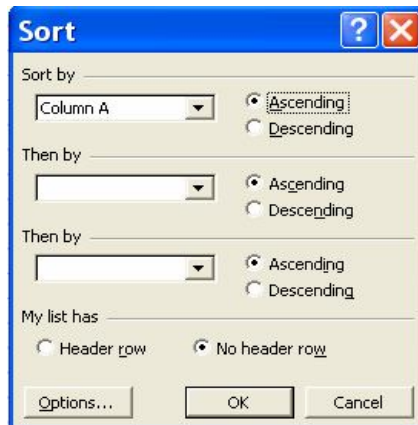 Sort
Sort by
Column A
Ascending
Descending
Then by
Ascending
Descending
Then by
Ascending
Descending
My list has
Header row
No header row
Options...
OK
Cancel